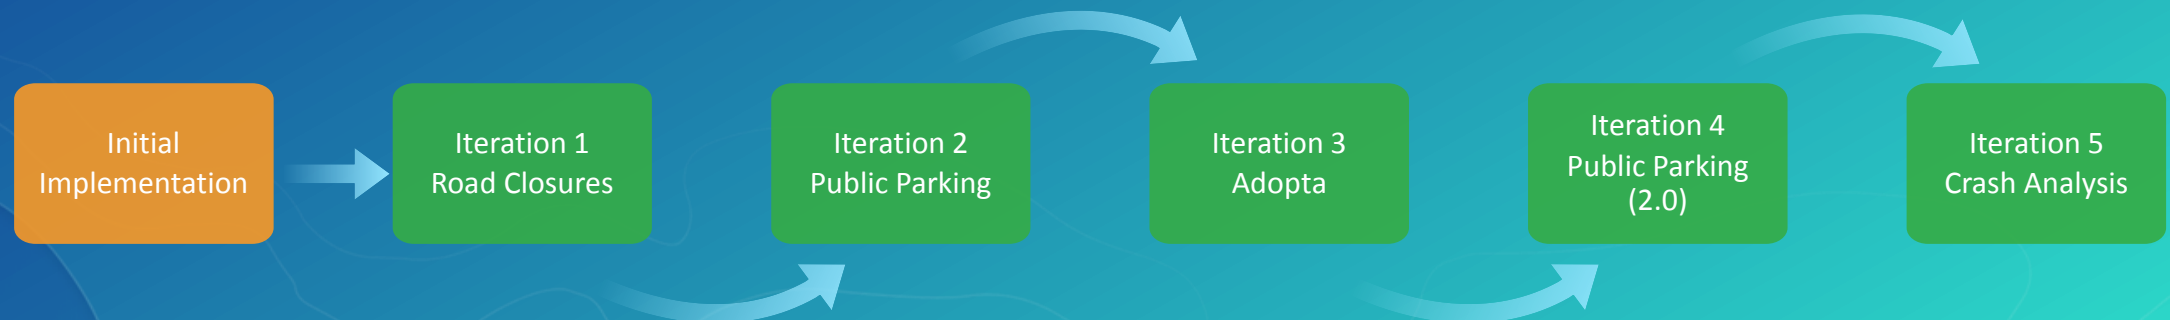 Initial
Implementation
Iteration 1
Road Closures
Iteration 2
Public Parking
Iteration 3
Adopta
Iteration 4
Public Parking
(2.0)
Iteration 5
Crash Analysis